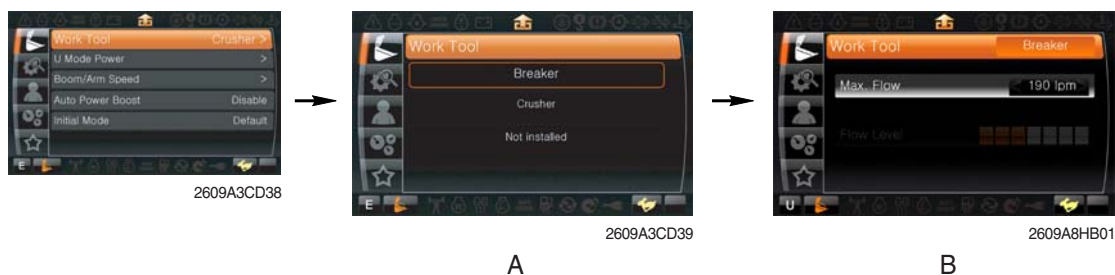 Work Tool Crusher >
U Mode Power >
Boom/Arm Speed >
Auto Power Boost Disable
Initial Mode Default
E
2609A3CD38
Work Tool
Breaker
Crusher
Not installed
E
2609A3CD39
A
Work Tool Breaker
Max. Flow < 190 lpm
Flow Level
U
2609A8HB01
B